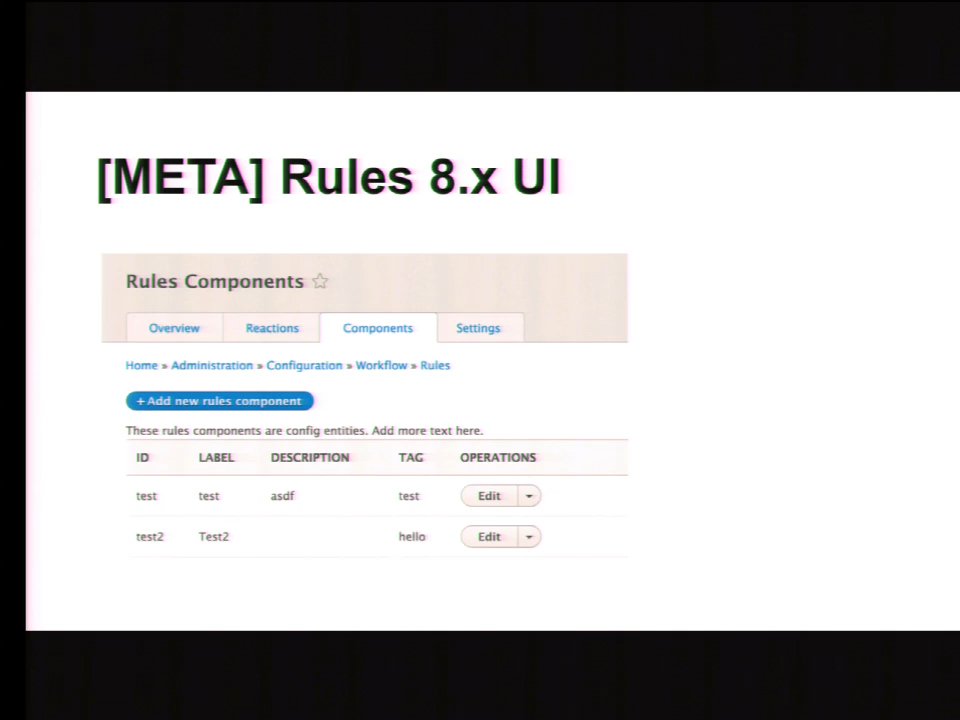 [META] Rules 8.x UI
Rules Components
Overview Reactions Components Settings
Home » Administration » Configuration » Workflow » Rules
+ Add new rules component
These rules components are config entities. Add more text here.
ID LABEL DESCRIPTION TAG OPERATIONS
test test asdf test Edit
test2 Test2 hello Edit